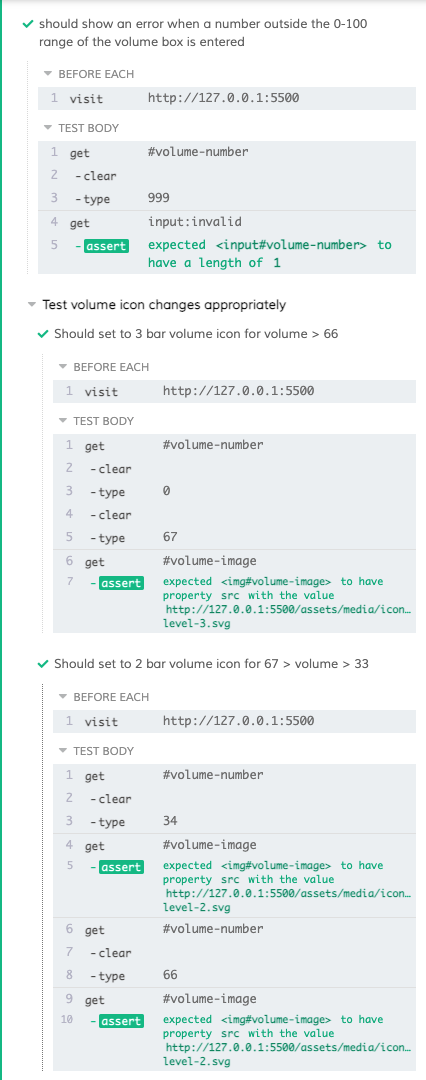 should show an error when a number outside the 0-100
range of the volume box is entered
BEFORE EACH
1 visit http://127.0.0.1:5500
TEST BODY
1 get #volume-number
2 -clear
3 -type 999
4 get input:invalid
5 -assert expected <input#volume-number> to
have a length of 1
Test volume icon changes appropriately
Should set to 3 bar volume icon for volume > 66
BEFORE EACH
1 visit http://127.0.0.1:5500
TEST BODY
1 get #volume-number
2 -clear
3 -type 0
4 -clear
5 -type 67
6 get #volume-image
7 -assert expected <img#volume-image> to have
property src with the value
http://127.0.0.1:5500/assets/media/icon…
level-3.svg
Should set to 2 bar volume icon for 67 > volume > 33
BEFORE EACH
1 visit http://127.0.0.1:5500
TEST BODY
1 get #volume-number
2 -clear
3 -type 34
4 get #volume-image
5 -assert expected <img#volume-image> to have
property src with the value
http://127.0.0.1:5500/assets/media/icon…
level-2.svg
6 get #volume-number
7 -clear
8 -type 66
9 get #volume-image
10 -assert expected <img#volume-image> to have
property src with the value
http://127.0.0.1:5500/assets/media/icon…
level-2.svg